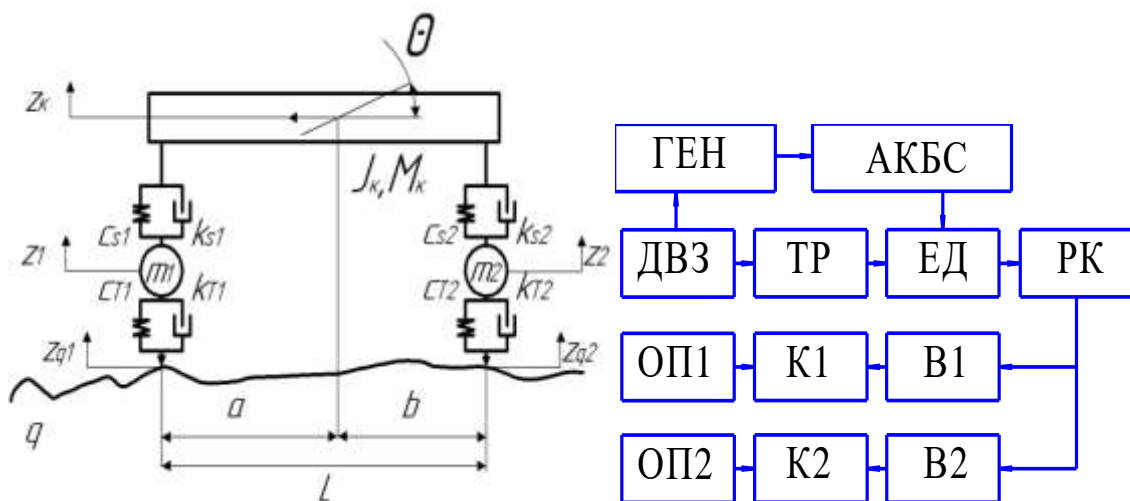 Θ
zк
Jк, Mк
cs1
ks1
cs2
ks2
z1
m1
m2
z2
cT1
kT1
cT2
kT2
zq1
zq2
a
b
q
L
ГЕН
АКБС
ДВЗ
ТР
ЕД
РК
ОП1
К1
В1
ОП2
К2
В2